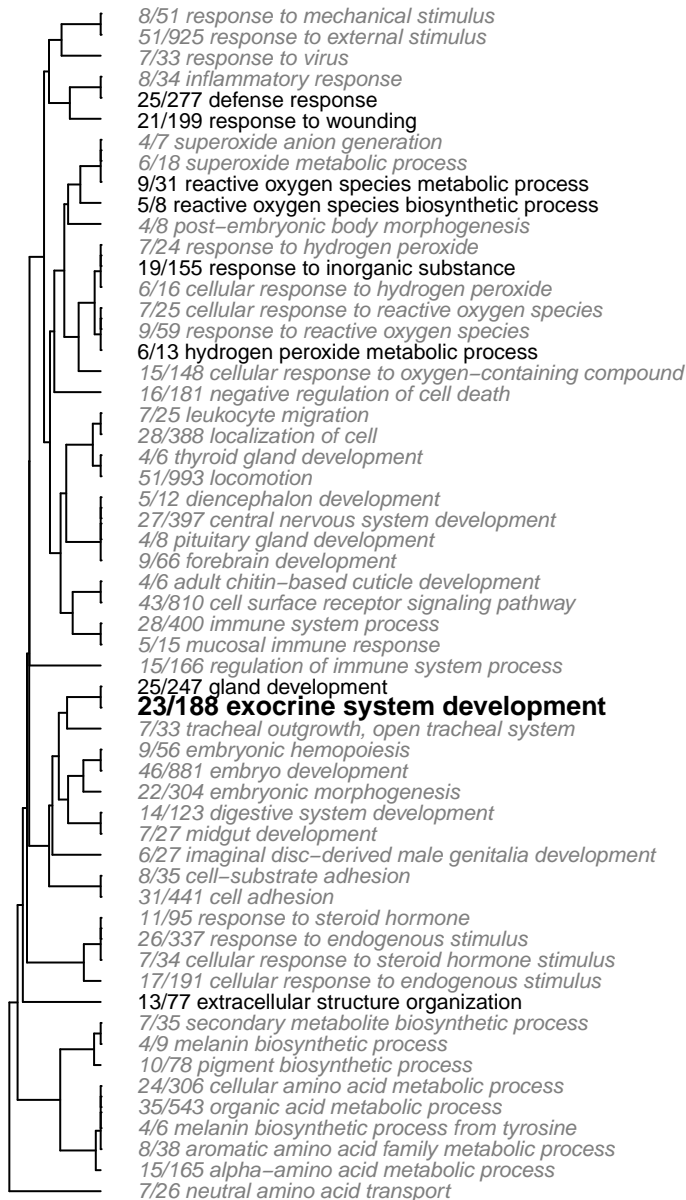 8/51 response to mechanical stimulus
51/925 response to external stimulus
7/33 response to virus
8/34 inflammatory response
25/277 defense response
21/199 response to wounding
4/7 superoxide anion generation
6/18 superoxide metabolic process
9/31 reactive oxygen species metabolic process
5/8 reactive oxygen species biosynthetic process
4/8 post−embryonic body morphogenesis
7/24 response to hydrogen peroxide
19/155 response to inorganic substance
6/16 cellular response to hydrogen peroxide
7/25 cellular response to reactive oxygen species
9/59 response to reactive oxygen species
6/13 hydrogen peroxide metabolic process
15/148 cellular response to oxygen−containing compound
16/181 negative regulation of cell death
7/25 leukocyte migration
28/388 localization of cell
4/6 thyroid gland development
51/993 locomotion
5/12 diencephalon development
27/397 central nervous system development
4/8 pituitary gland development
9/66 forebrain development
4/6 adult chitin−based cuticle development
43/810 cell surface receptor signaling pathway
28/400 immune system process
5/15 mucosal immune response
15/166 regulation of immune system process
25/247 gland development
23/188 exocrine system development
7/33 tracheal outgrowth, open tracheal system
9/56 embryonic hemopoiesis
46/881 embryo development
22/304 embryonic morphogenesis
14/123 digestive system development
7/27 midgut development
6/27 imaginal disc−derived male genitalia development
8/35 cell−substrate adhesion
31/441 cell adhesion
11/95 response to steroid hormone
26/337 response to endogenous stimulus
7/34 cellular response to steroid hormone stimulus
17/191 cellular response to endogenous stimulus
13/77 extracellular structure organization
7/35 secondary metabolite biosynthetic process
4/9 melanin biosynthetic process
10/78 pigment biosynthetic process
24/306 cellular amino acid metabolic process
35/543 organic acid metabolic process
4/6 melanin biosynthetic process from tyrosine
8/38 aromatic amino acid family metabolic process
15/165 alpha−amino acid metabolic process
7/26 neutral amino acid transport